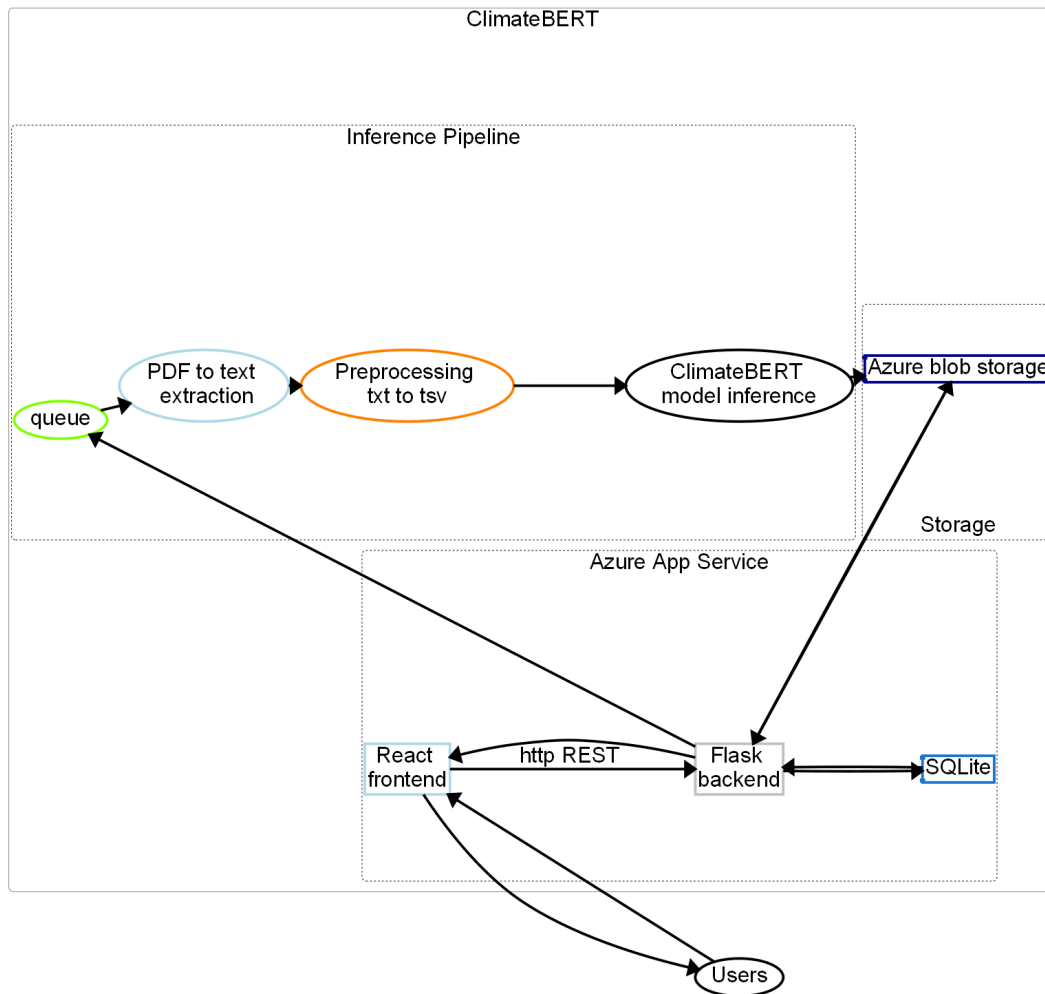 ClimateBERT
Inference Pipeline
PDF to text
extraction
Preprocessing
txt to tsv
ClimateBERT
model inference
Azure blob storage
queue
Storage
Azure App Service
React
frontend
http REST
Flask
backend
SQLite
Users